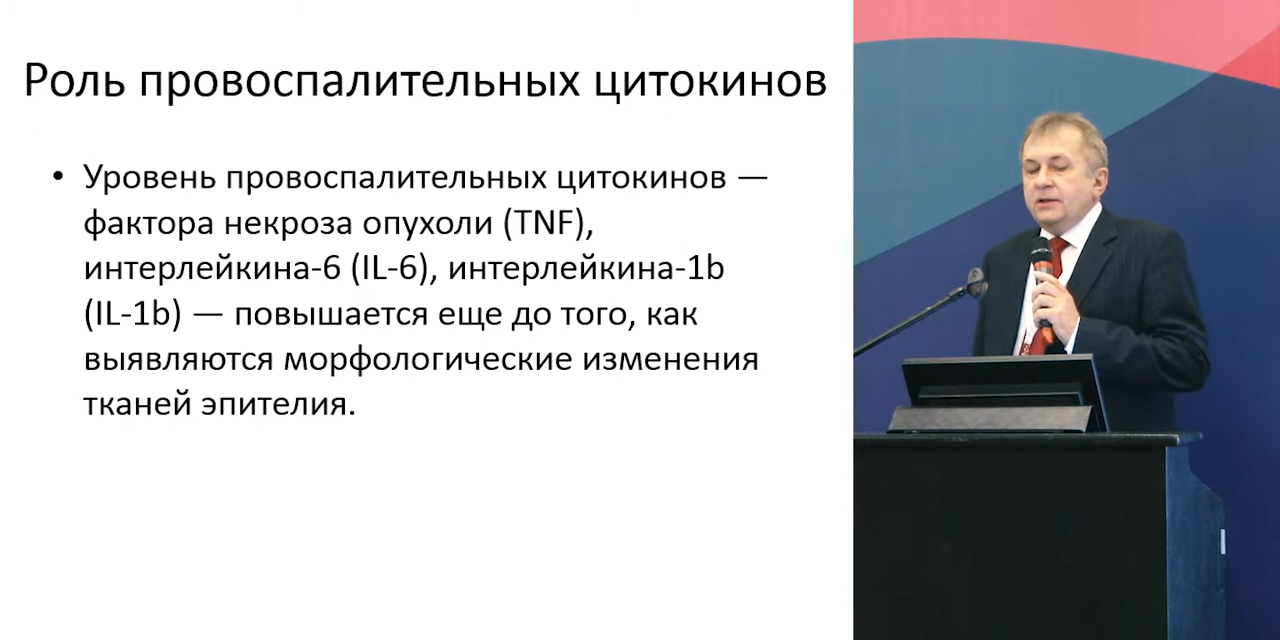 Роль провоспалительных цитокинов
• Уровень провоспалительных цитокинов —
фактора некроза опухоли (TNF),
интерлейкина-6 (IL-6), интерлейкина-1b
(IL-1b) — повышается еще до того, как
выявляются морфологические изменения
тканей эпителия.